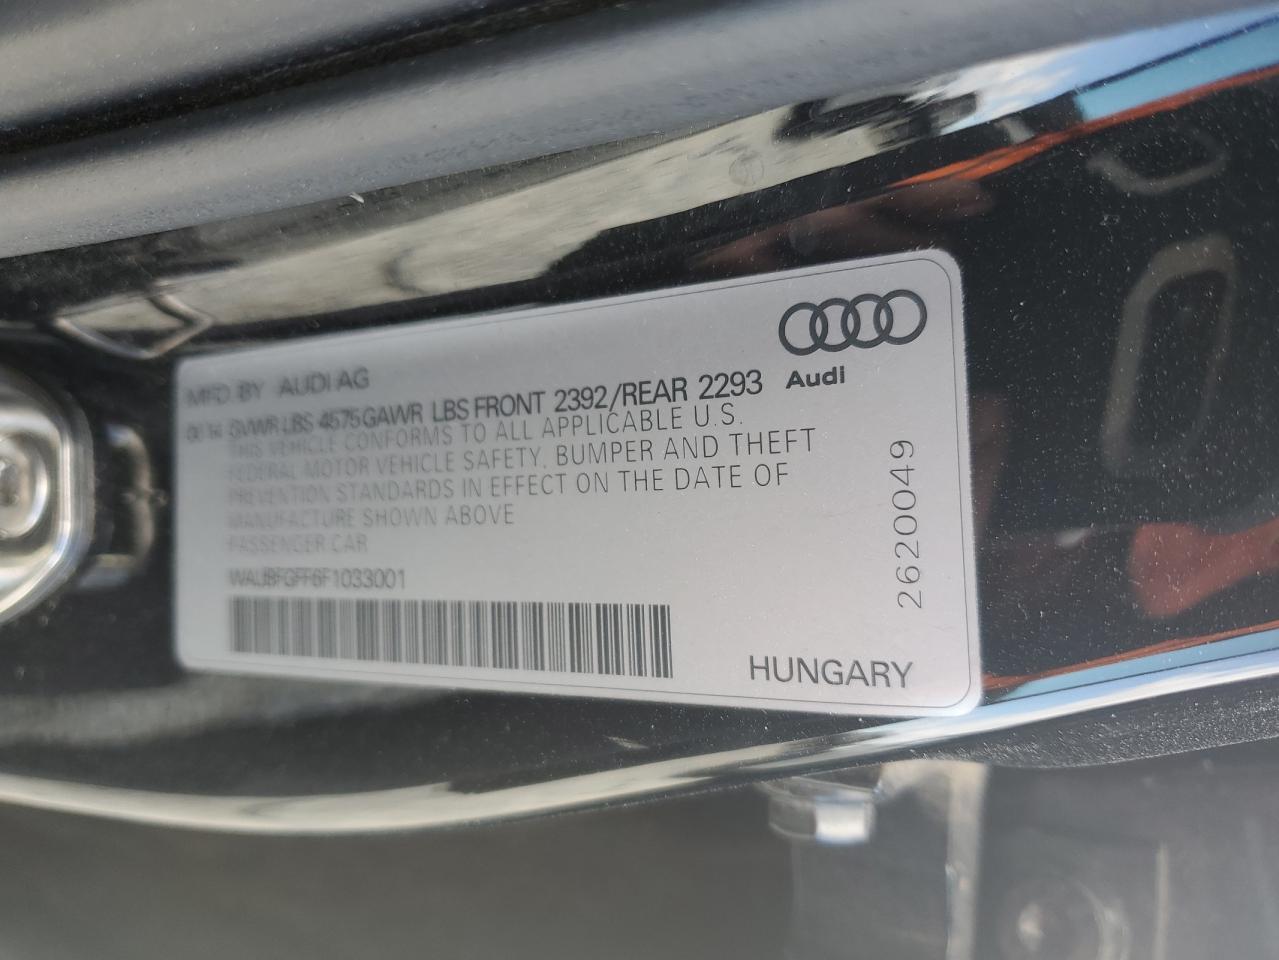 MFD. BY AUDI AG
GVWR LBS 4575 GAWR LBS FRONT 2392/REAR 2293
THIS VEHICLE CONFORMS TO ALL APPLICABLE U.S.
FEDERAL MOTOR VEHICLE SAFETY, BUMPER AND THEFT
PREVENTION STANDARDS IN EFFECT ON THE DATE OF
MANUFACTURE SHOWN ABOVE
PASSENGER CAR
WAUBFGFF6F1033001
Audi
2620049
HUNGARY